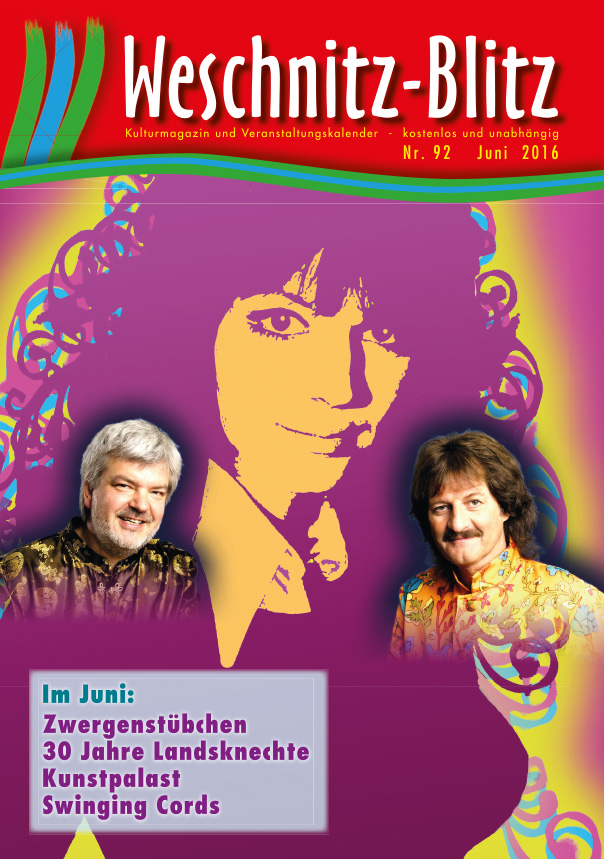 Weschnitz-Blitz
Kulturmagazin und Veranstaltungskalender - kostenlos und unabhängig
Nr. 92 Juni 2016
Im Juni:
Zwergenstübchen
30 Jahre Landsknechte
Kunstpalast
Swinging Cords